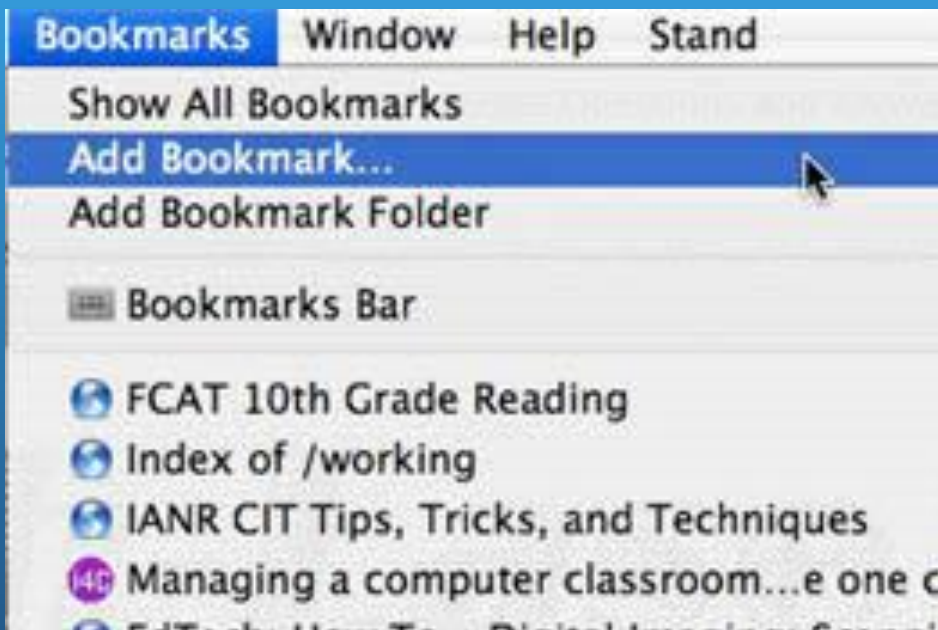 Bookmarks Window Help Stand
Show All Bookmarks
Add Bookmark...
Add Bookmark Folder
Bookmarks Bar
FCAT 10th Grade Reading
Index of /working
IANR CIT Tips, Tricks, and Techniques
Managing a computer classroom...e one